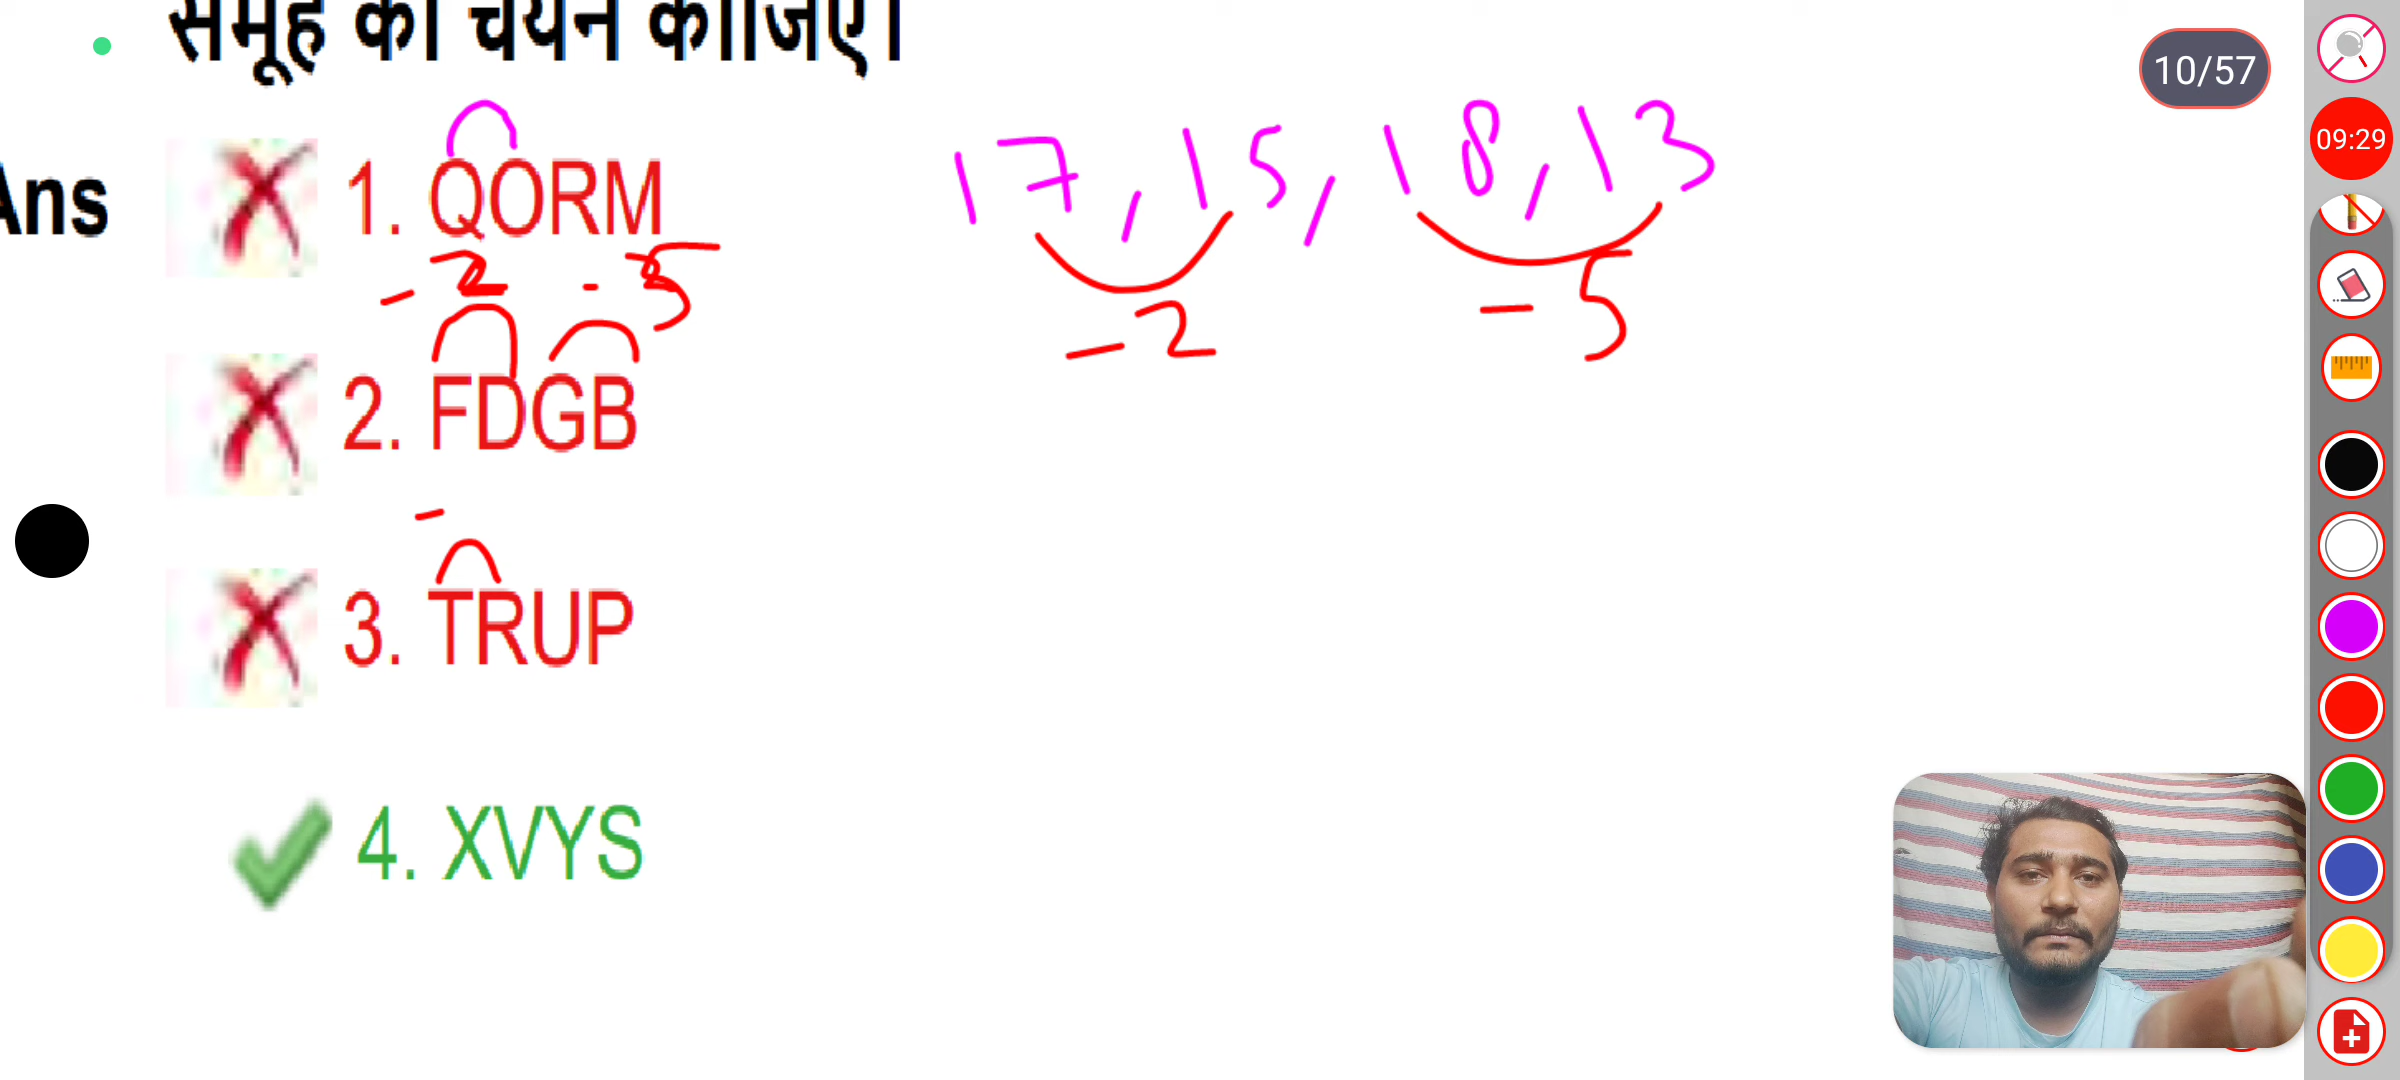 समूह का चयन कीजिए।
10/57
09:29
Ans
1. QORM
17, 15, 18, 13
-2 -5
-2 -5
2. FDGB
-
3. TRUP
4. XVYS